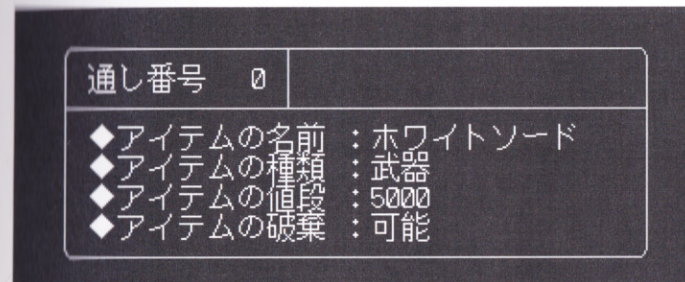 通し番号 0
◆アイテムの名前 ：ホワイトソード
◆アイテムの種類 ：武器
◆アイテムの値段 ：5000
◆アイテムの破棄 ：可能